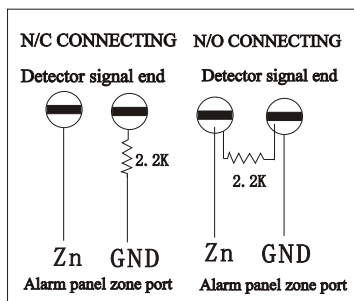 N/C CONNECTING
Detector signal end
2.2K
Zn GND
Alarm panel zone port
N/O CONNECTING
Detector signal end
2.2K
Zn GND
Alarm panel zone port